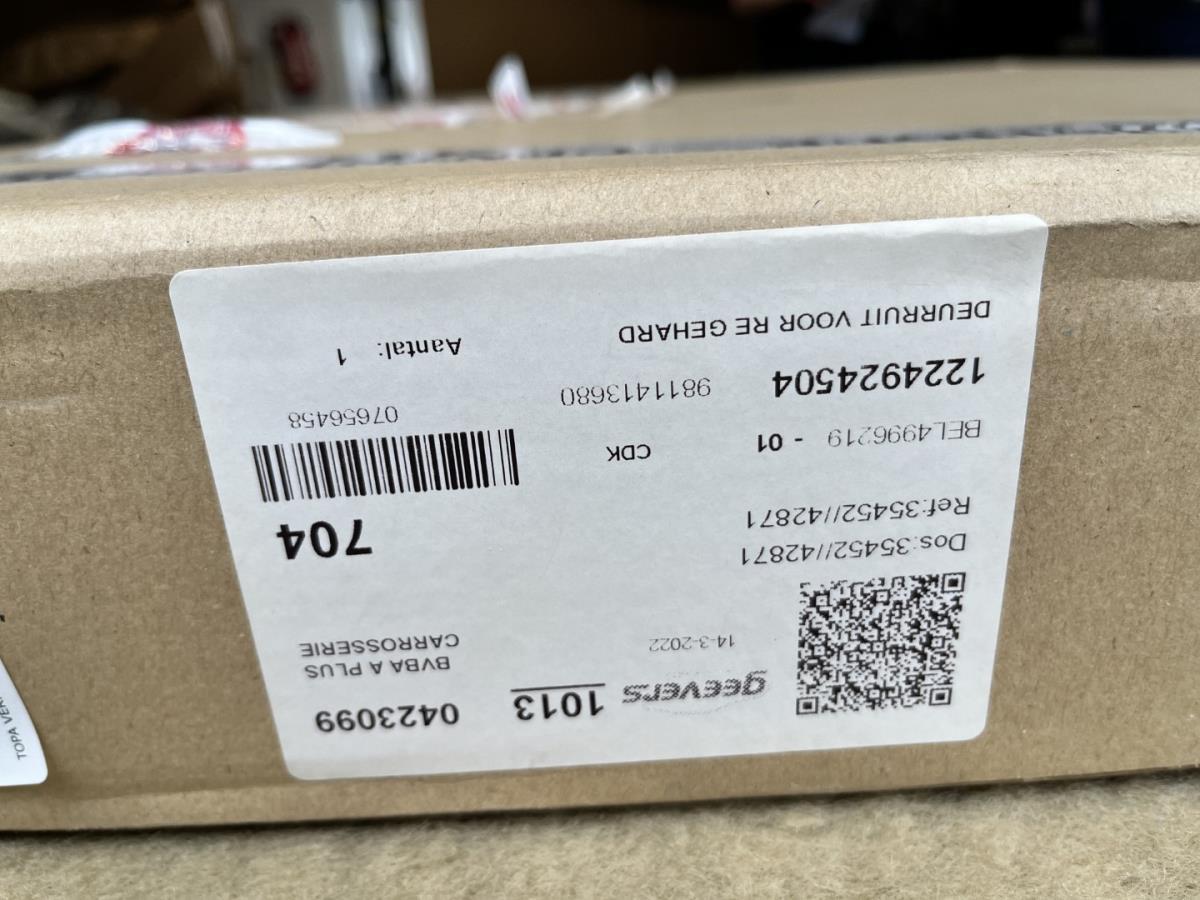 geevers
1013
0423099
14-3-2022
BVBA A PLUS
CARROSSERIE
Dos:35452//42871
Ref:35452//42871
704
BEL4996219 - 01
CDK
07656458
1224924504
9811413680
Aantal: 1
DEURRUIT VOOR RE GEHARD
TOPA